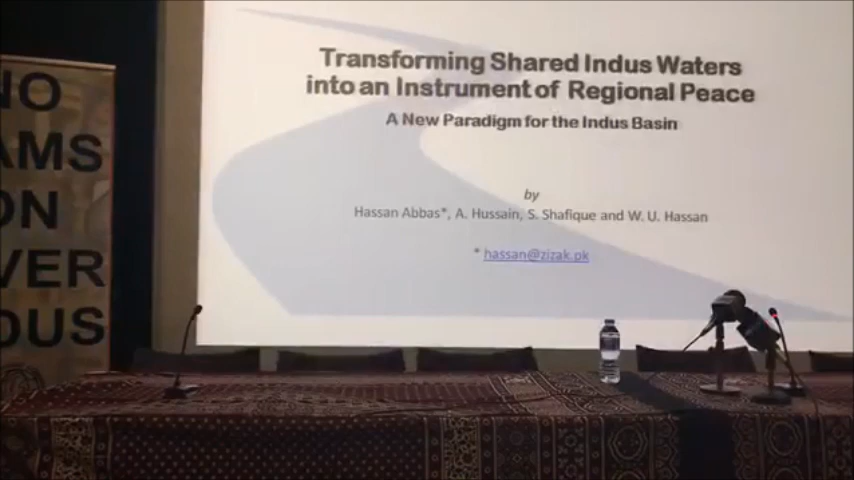 NO
AMS
ON
VER
DUS
Transforming Shared Indus Waters
into an Instrument of Regional Peace
A New Paradigm for the Indus Basin
by
Hassan Abbas*, A. Hussain, S. Shafique and W. U. Hassan
* hassan@zizak.pk